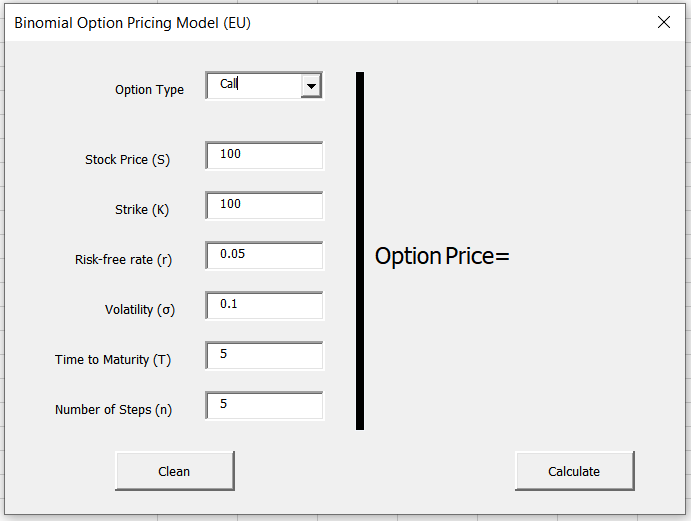 Binomial Option Pricing Model (EU)
Option Type Call
Stock Price (S) 100
Strike (K) 100
Risk-free rate (r) 0.05
Option Price=
Volatility (σ) 0.1
Time to Maturity (T) 5
Number of Steps (n) 5
Clean Calculate